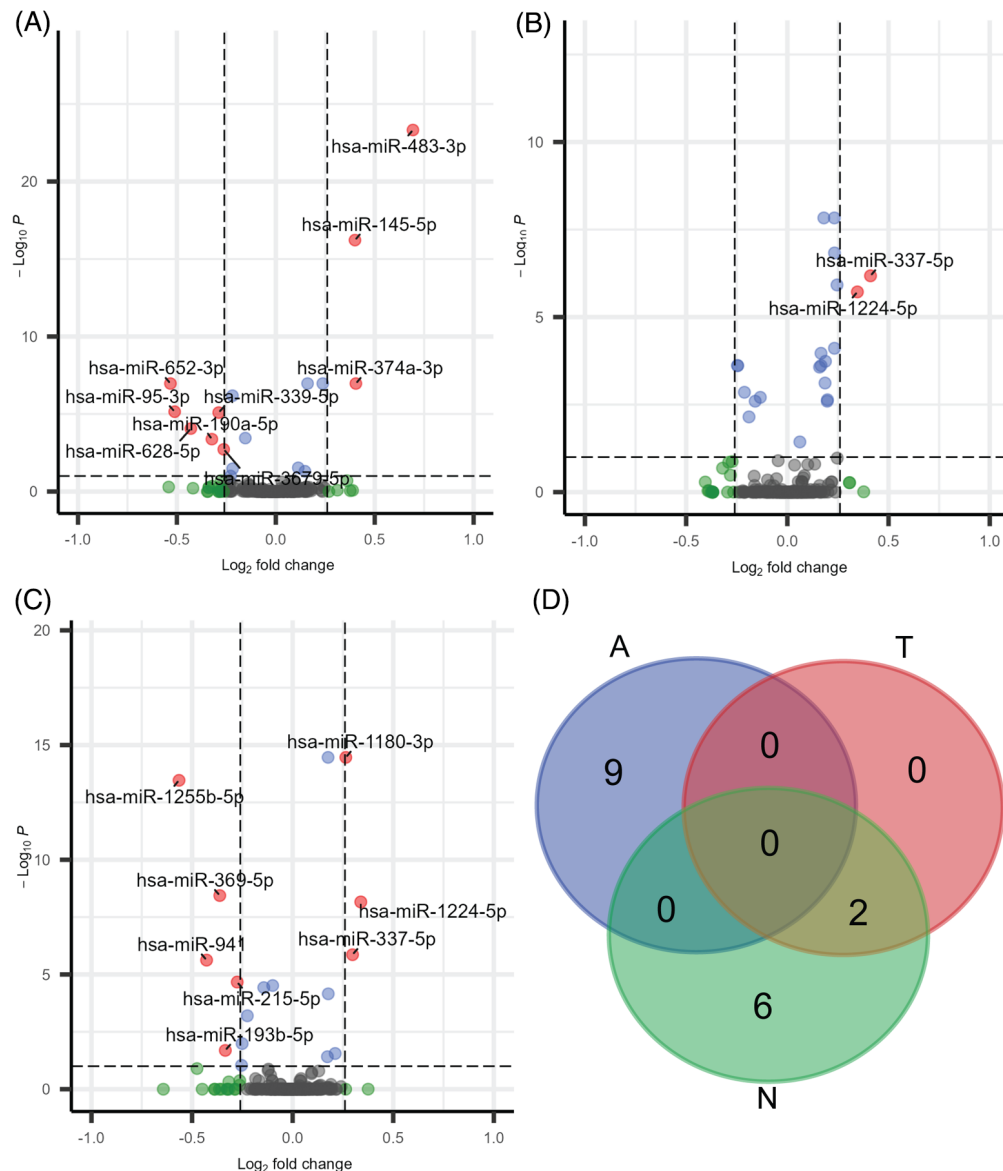 (A)
hsa-miR-483-3p
20
hsa-miR-145-5p
− Log10 P
10
hsa-miR-652-3p
hsa-miR-374a-3p
hsa-miR-95-3p
hsa-miR-339-5p
hsa-miR-190a-5p
hsa-miR-628-5p
hsa-miR-3679-5p
0
-1.0 -0.5 0.0 0.5 1.0
Log2 fold change
(B)
10
− Log10 P
hsa-miR-337-5p
hsa-miR-1224-5p
5
0
-1.0 -0.5 0.0 0.5 1.0
Log2 fold change
(C)
20
hsa-miR-1180-3p
15
hsa-miR-1255b-5p
− Log10 P
10
hsa-miR-369-5p
hsa-miR-1224-5p
hsa-miR-941
hsa-miR-337-5p
5
hsa-miR-215-5p
hsa-miR-193b-5p
0
-1.0 -0.5 0.0 0.5 1.0
Log2 fold change
(D)
A T
0
9 0
0
0 2
6
N